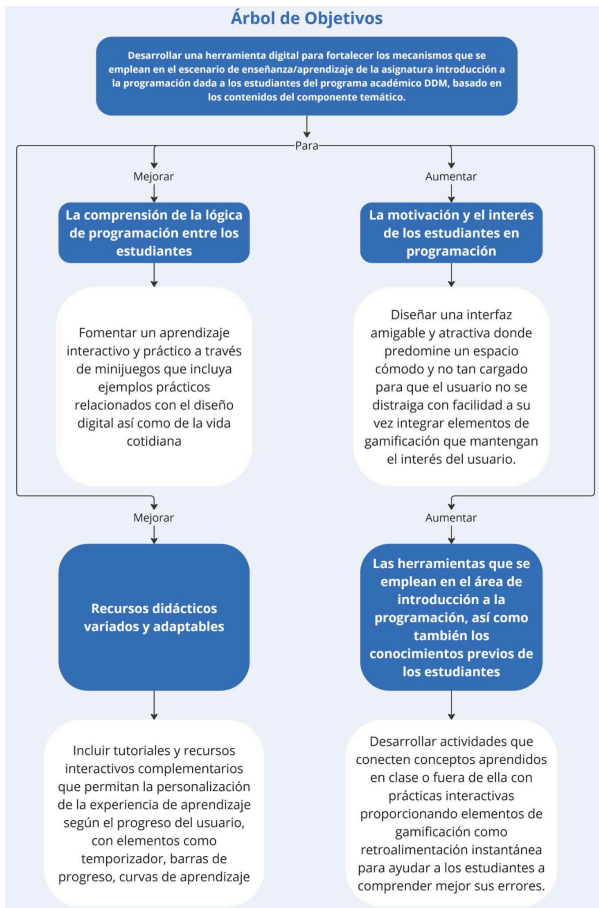 Árbol de Objetivos
Desarrollar una herramienta digital para fortalecer los mecanismos que se
emplean en el escenario de enseñanza/aprendizaje de la asignatura introducción a
la programación dada a los estudiantes del programa académico DDM, basado en
los contenidos del componente temático.
Para
Mejorar
La comprensión de la lógica
de programación entre los
estudiantes
Fomentar un aprendizaje
interactivo y práctico a través
de minijuegos que incluya
ejemplos prácticos
relacionados con el diseño
digital así como de la vida
cotidiana
Aumentar
La motivación y el interés
de los estudiantes en
programación
Diseñar una interfaz
amigable y atractiva donde
predomine un espacio
cómodo y no tan cargado
para que el usuario no se
distraiga con facilidad a su
vez integrar elementos de
gamificación que mantengan
el interés del usuario.
Mejorar
Recursos didácticos
variados y adaptables
Incluir tutoriales y recursos
interactivos complementarios
que permitan la personalización
de la experiencia de aprendizaje
según el progreso del usuario,
con elementos como
temporizador, barras de
progreso, curvas de aprendizaje
Aumentar
Las herramientas que se
emplean en el área de
introducción a la
programación, así como
también los
conocimientos previos de
los estudiantes
Desarrollar actividades que
conecten conceptos aprendidos
en clase o fuera de ella con
prácticas interactivas
proporcionando elementos de
gamificación como
retroalimentación instantánea
para ayudar a los estudiantes a
comprender mejor sus errores.